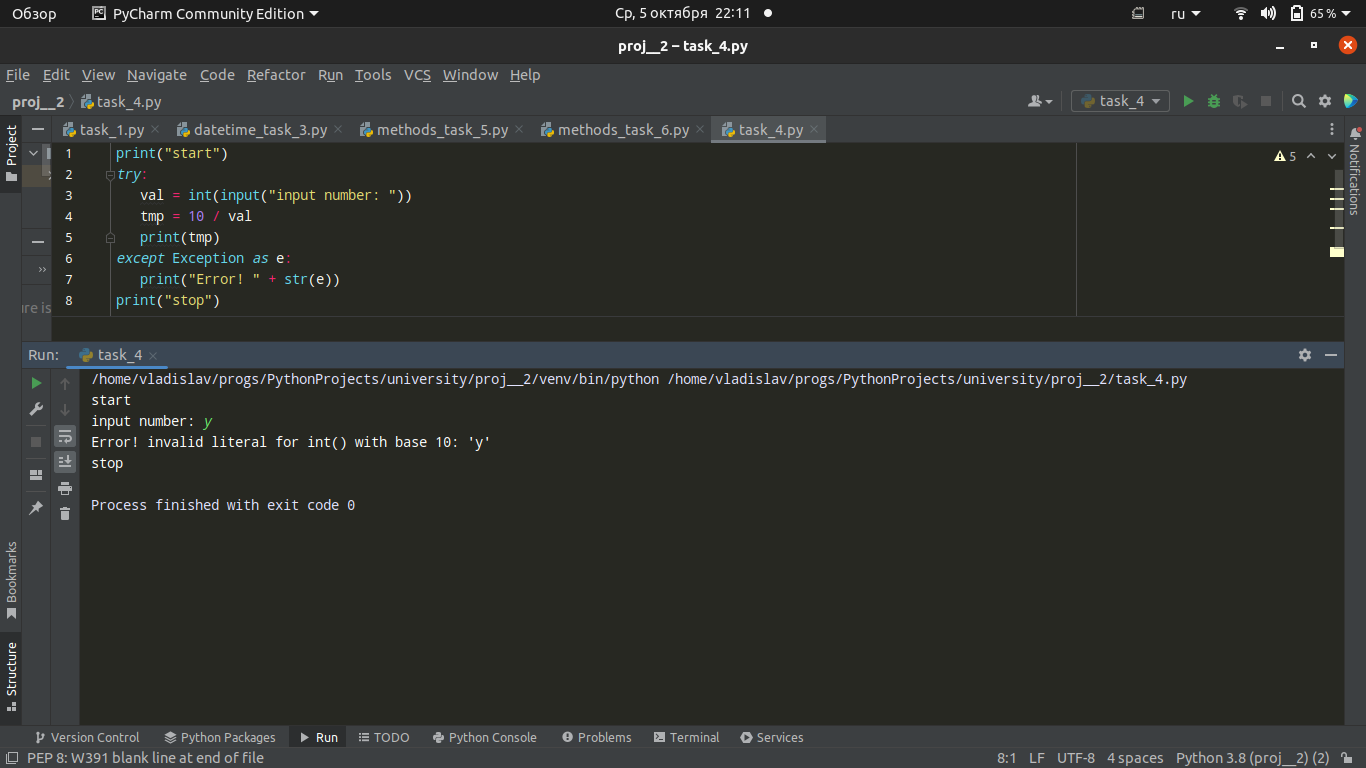 Обзор PyCharm Community Edition Ср, 5 октября 22:11 ru 65 %
proj__2 – task_4.py
File Edit View Navigate Code Refactor Run Tools VCS Window Help
proj__2 task_4.py task_4
Project
task_1.py datetime_task_3.py methods_task_5.py methods_task_6.py task_4.py
Notifications
5
1 print("start")
2 try:
3 val = int(input("input number: "))
4 tmp = 10 / val
5 print(tmp)
6 except Exception as e:
7 print("Error! " + str(e))
8 print("stop")
re is
Run: task_4
/home/vladislav/progs/PythonProjects/university/proj__2/venv/bin/python /home/vladislav/progs/PythonProjects/university/proj__2/task_4.py
start
input number: y
Error! invalid literal for int() with base 10: 'y'
stop
Process finished with exit code 0
Bookmarks
Structure
Version Control Python Packages Run TODO Python Console Problems Terminal Services
PEP 8: W391 blank line at end of file 8:1 LF UTF-8 4 spaces Python 3.8 (proj__2) (2)